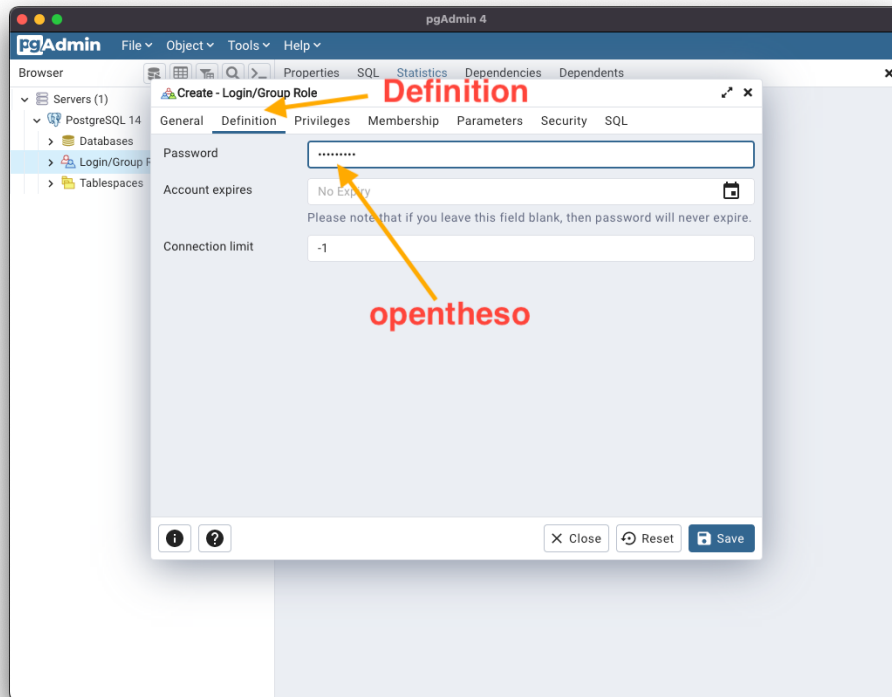 pgAdmin 4
pgAdmin File Object Tools Help
Browser Properties SQL Statistics Dependencies Dependents
Servers (1)
PostgreSQL 14
Databases
Login/Group R
Tablespaces
Create - Login/Group Role
Definition
General Definition Privileges Membership Parameters Security SQL
Password •••••••••
Account expires No Expiry
Please note that if you leave this field blank, then password will never expire.
Connection limit -1
opentheso
Close Reset Save